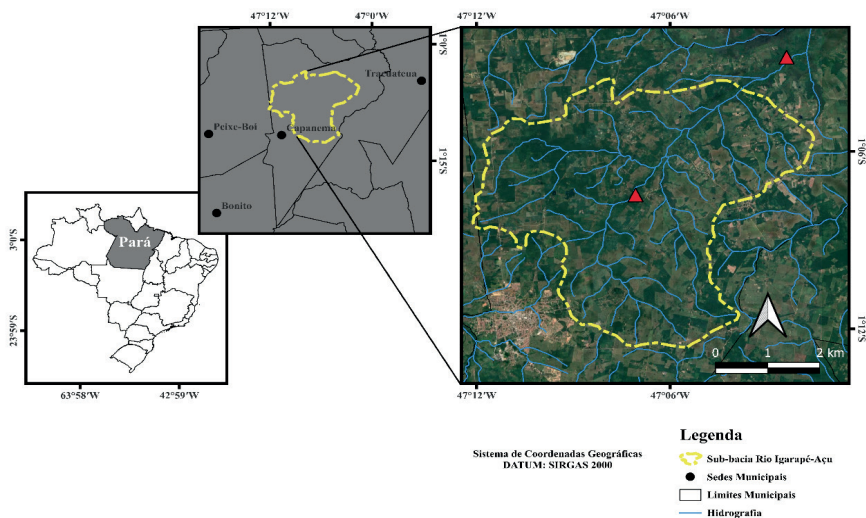 47°12'W 47°0'W
1°0'S
Tracuateua
Peixe-Boi
Capanema
1°15'S
Bonito
Pará
3°0'S
23°59'S
63°58'W 42°59'W
47°12'W 47°06'W
1°06'S
1°12'S
0 1 2 km
47°12'W 47°06'W
Sistema de Coordenadas Geográficas
DATUM: SIRGAS 2000
Legenda
Sub-bacia Rio Igarapé-Açu
Sedes Municipais
Limites Municipais
Hidrografia